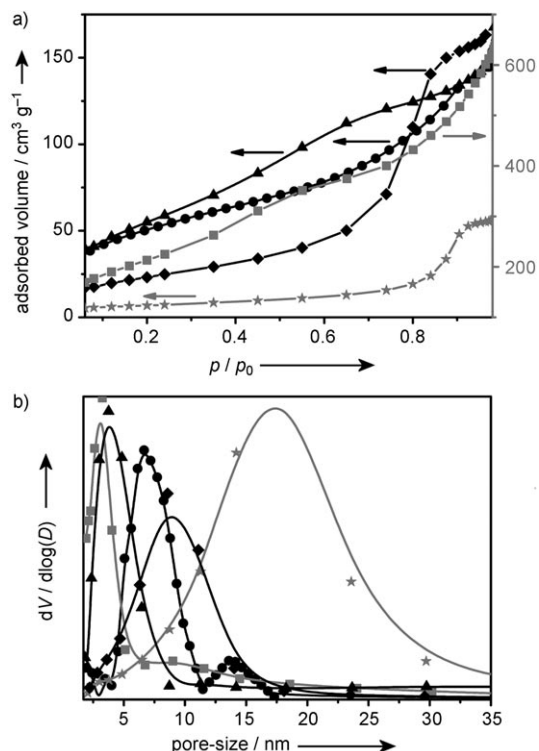 a)
150
100
50
0
adsorbed volume / cm³ g⁻¹
600
400
200
0.2 0.4 0.6 0.8
p / p₀
b)
dV / dlog(D)
5 10 15 20 25 30 35
pore-size / nm